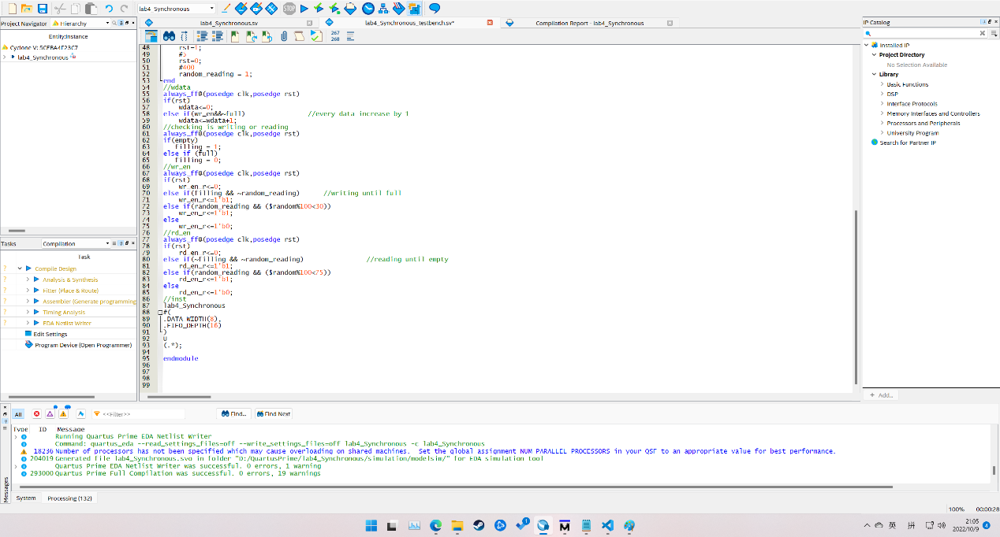 lab4_Synchronous
STOP
Project Navigator
Hierarchy
Entity:Instance
Cyclone V: 5CEBA4F23C7
lab4_Synchronous
Tasks
Compilation
Task
Compile Design
Analysis & Synthesis
Fitter (Place & Route)
Assembler (Generate programming
Timing Analysis
EDA Netlist Writer
Edit Settings
Program Device (Open Programmer)
lab4_Synchronous.sv
lab4_Synchronous_testbench.sv*
Compilation Report - lab4_Synchronous
267
268
48 rst=1;
49 #5
50 rst=0;
51 #400
52 random_reading = 1;
53 end
54 //wdata
55 always_ff@(posedge clk,posedge rst)
56 if(rst)
57 wdata<=0;
58 else if(wr_en&&~full) //every data increase by 1
59 wdata<=wdata+1;
60 //checking is writing or reading
61 always_ff@(posedge clk,posedge rst)
62 if(empty)
63 filling = 1;
64 else if (full)
65 filling = 0;
66 //wr_en
67 always_ff@(posedge clk,posedge rst)
68 if(rst)
69 wr_en_r<=0;
70 else if(filling && ~random_reading) //writing until full
71 wr_en_r<=1'b1;
72 else if(random_reading && ($random%100<30))
73 wr_en_r<=1'b1;
74 else
75 wr_en_r<=1'b0;
76 //rd_en
77 always_ff@(posedge clk,posedge rst)
78 if(rst)
79 rd_en_r<=0;
80 else if(~filling && ~random_reading) //reading until empty
81 rd_en_r<=1'b1;
82 else if(random_reading && ($random%100<75))
83 rd_en_r<=1'b1;
84 else
85 rd_en_r<=1'b0;
86 //inst
87 lab4_Synchronous
88 #(
89 .DATA_WIDTH(8),
90 .FIFO_DEPTH(16)
91 )
92 U
93 (.*);
94
95 endmodule
96
97
98
99
IP Catalog
Installed IP
Project Directory
No Selection Available
Library
Basic Functions
DSP
Interface Protocols
Memory Interfaces and Controllers
Processors and Peripherals
University Program
Search for Partner IP
+ Add...
All
<<Filter>>
Find...
Find Next
Type ID Message
Running Quartus Prime EDA Netlist Writer
Command: quartus_eda --read_settings_files=off --write_settings_files=off lab4_Synchronous -c lab4_Synchronous
18236 Number of processors has not been specified which may cause overloading on shared machines. Set the global assignment NUM_PARALLEL_PROCESSORS in your QSF to an appropriate value for best performance.
204019 Generated file lab4_Synchronous.svo in folder "D:/QuartusPrime/lab4_Synchronous/simulation/modelsim/" for EDA simulation tool
Quartus Prime EDA Netlist Writer was successful. 0 errors, 1 warning
293000 Quartus Prime Full Compilation was successful. 0 errors, 19 warnings
Messages
System
Processing (132)
100%
00:00:28
1
M
英
拼
21:05
2022/10/9
4